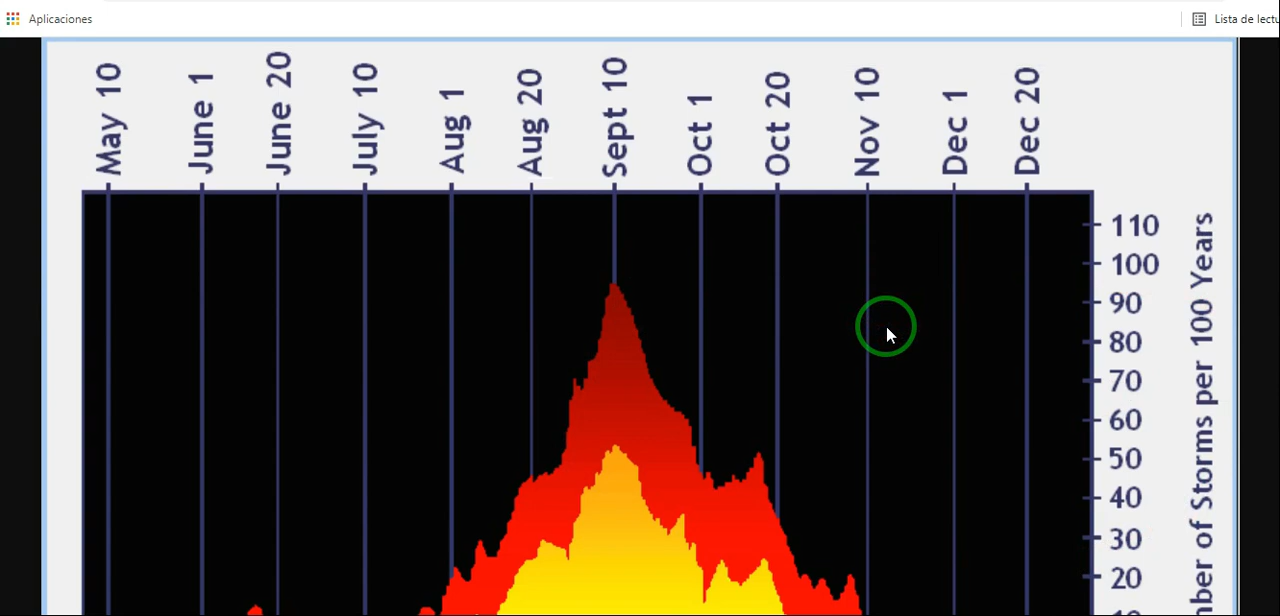 Aplicaciones
Lista de lectu
May 10
June 1
June 20
July 10
Aug 1
Aug 20
Sept 10
Oct 1
Oct 20
Nov 10
Dec 1
Dec 20
110
100
90
80
70
60
50
40
30
20
10
mber of Storms per 100 Years